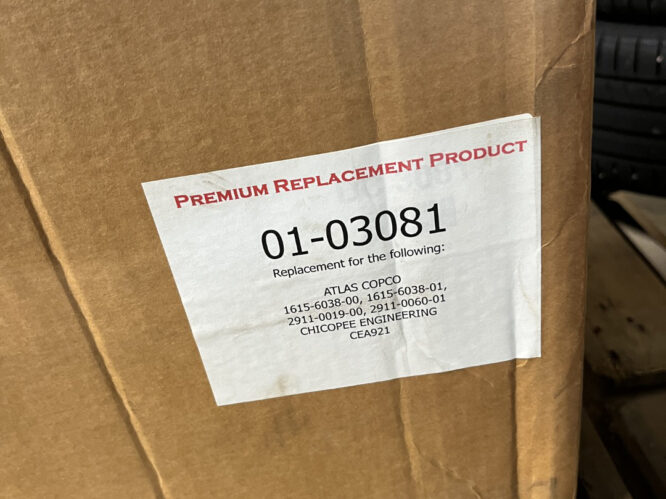 PREMIUM REPLACEMENT PRODUCT
01-03081
Replacement for the following:
ATLAS COPCO
1615-6038-00, 1615-6038-01,
2911-0019-00, 2911-0060-01
CHICOPEE ENGINEERING
CEA921